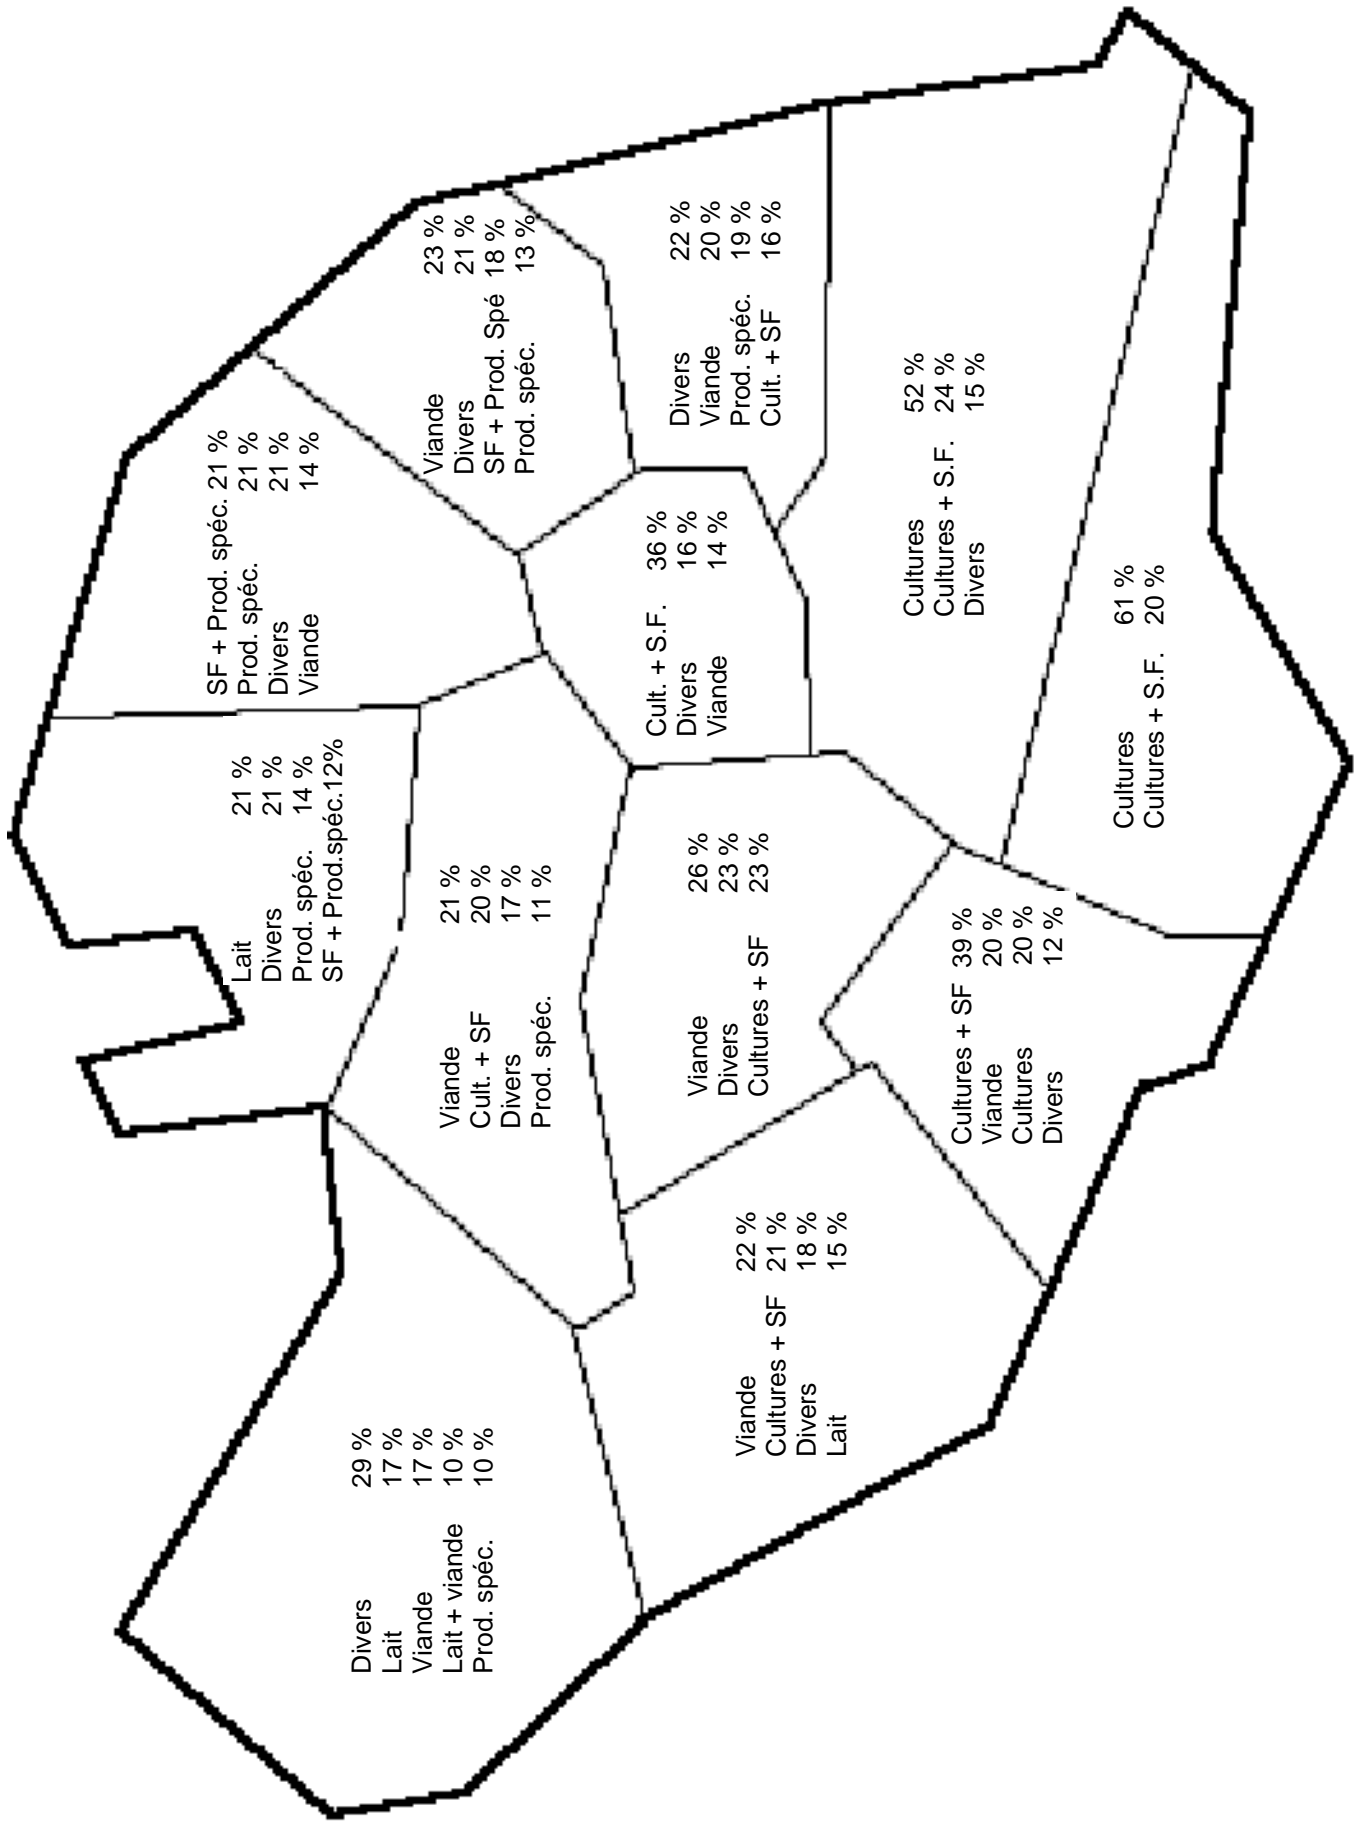 Divers 29 %
Lait 17 %
Viande 17 %
Lait + viande 10 %
Prod. spéc. 10 %
Lait 21 %
Divers 21 %
Prod. spéc. 14 %
SF + Prod.spéc.12%
SF + Prod. spéc. 21 %
Prod. spéc. 21 %
Divers 21 %
Viande 14 %
Viande 21 %
Cult. + SF 20 %
Divers 17 %
Prod. spéc. 11 %
Viande 23 %
Divers 21 %
SF + Prod. Spé 18 %
Prod. spéc. 13 %
Viande 22 %
Cultures + SF 21 %
Divers 18 %
Lait 15 %
Viande 26 %
Divers 23 %
Cultures + SF 23 %
Cult. + S.F. 36 %
Divers 16 %
Viande 14 %
Divers 22 %
Viande 20 %
Prod. spéc. 19 %
Cult. + SF 16 %
Cultures + SF 39 %
Viande 20 %
Cultures 20 %
Divers 12 %
Cultures 52 %
Cultures + S.F. 24 %
Divers 15 %
Cultures 61 %
Cultures + S.F. 20 %